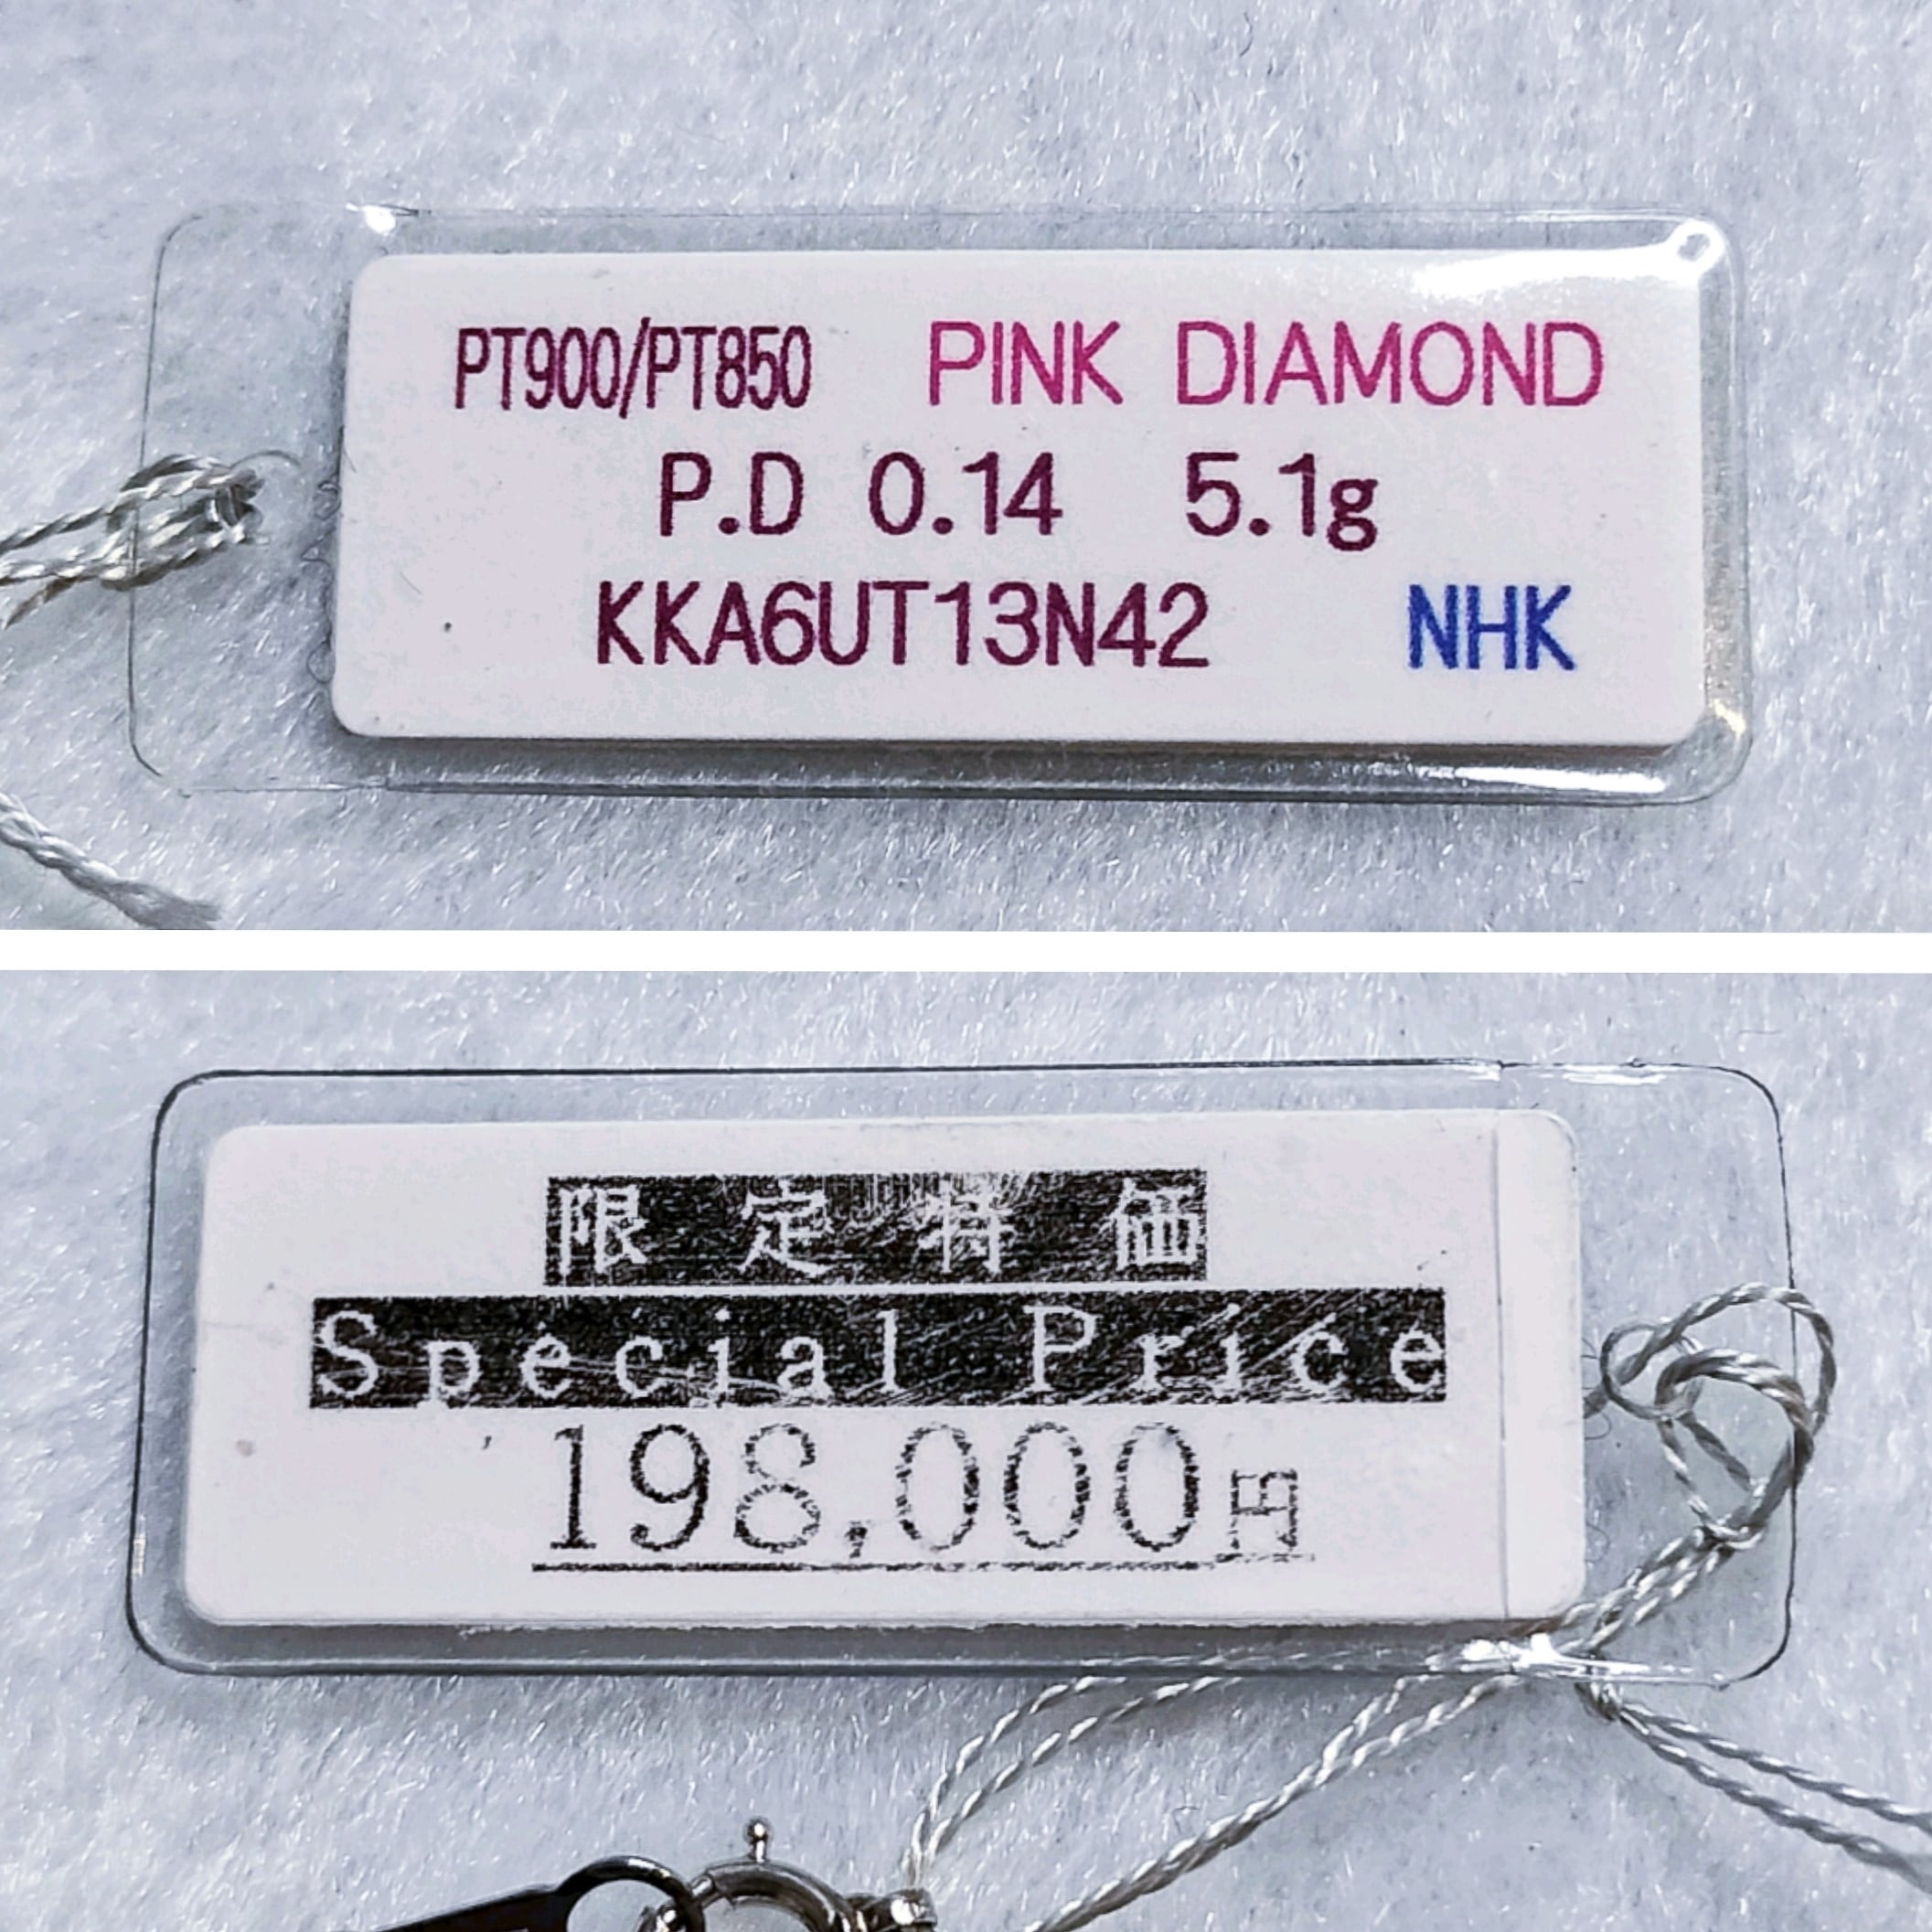 PT900/PT850 PINK DIAMOND
P.D 0.14 5.1g
KKA6UT13N42 NHK
限定特価
Special Price
198,000円